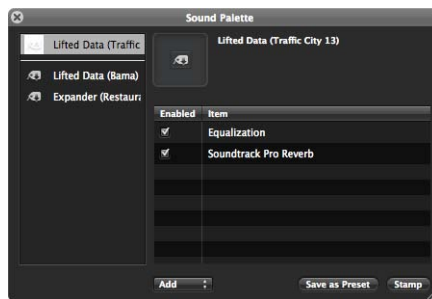 Sound Palette
Lifted Data (Traffic
Lifted Data (Bama)
Expander (Restaura
Lifted Data (Traffic City 13)
Enabled Item
Equalization
Soundtrack Pro Reverb
Add Save as Preset Stamp